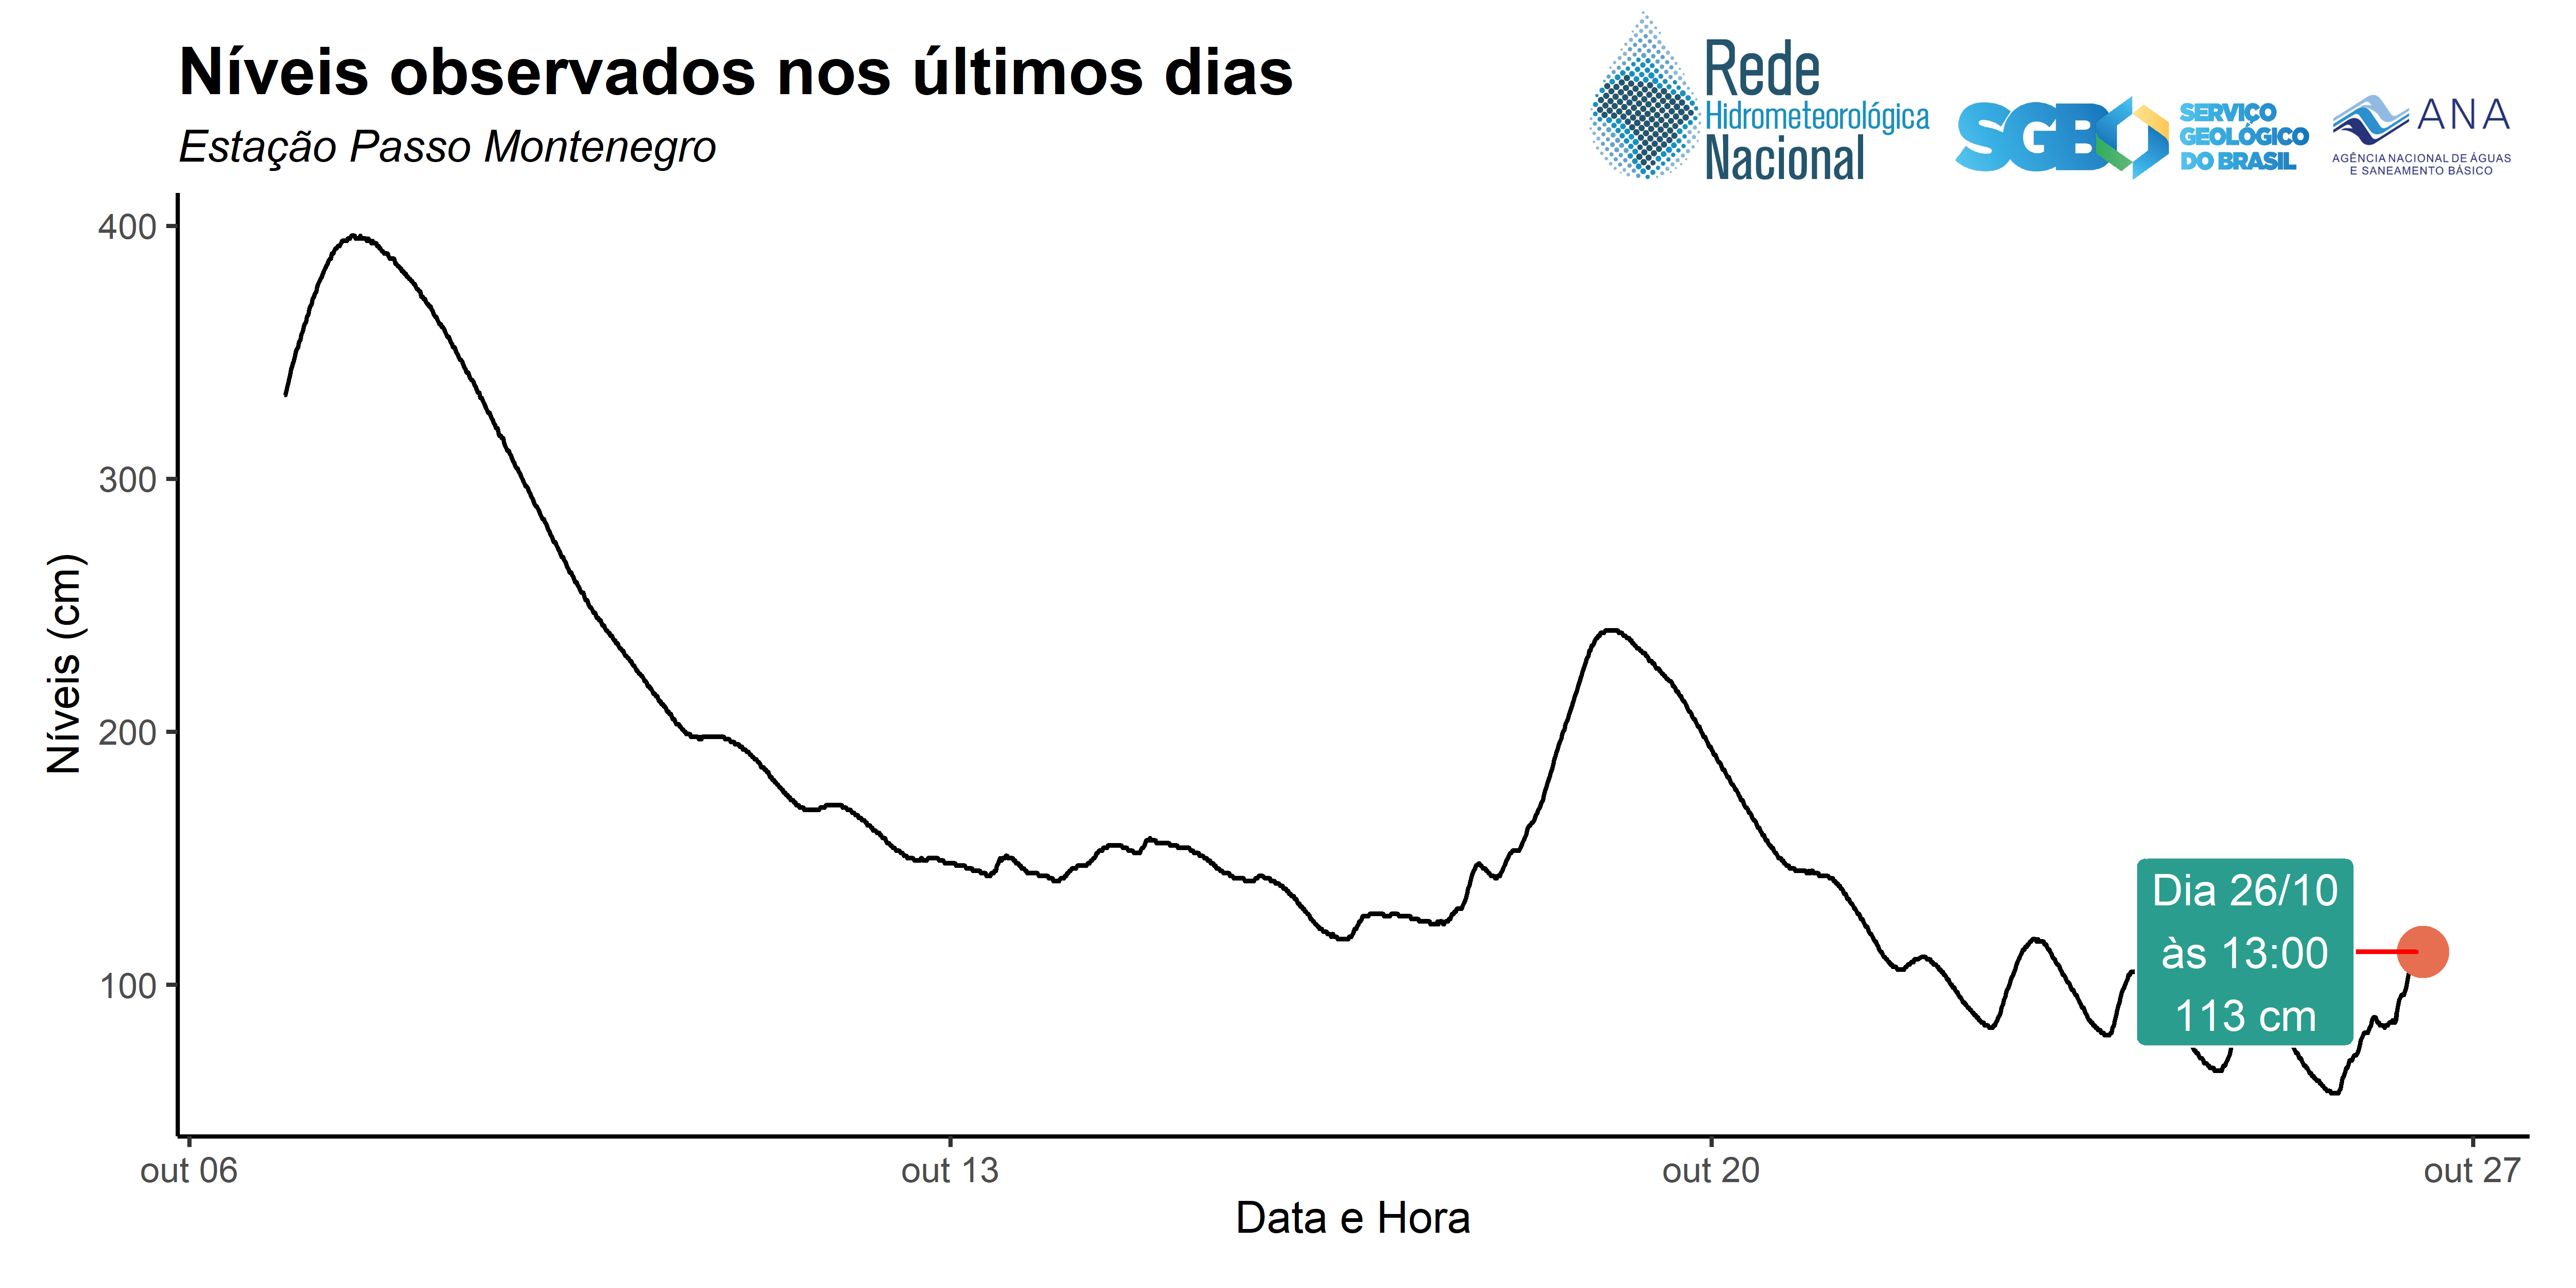 Níveis observados nos últimos dias
Estação Passo Montenegro
Rede
Hidrometeorológica
Nacional
SGB
SERVIÇO
GEOLÓGICO
DO BRASIL
ANA
AGÊNCIA NACIONAL DE ÁGUAS
E SANEAMENTO BÁSICO
Níveis (cm)
400
300
200
100
Dia 26/10
às 13:00
113 cm
out 06
out 13
out 20
out 27
Data e Hora